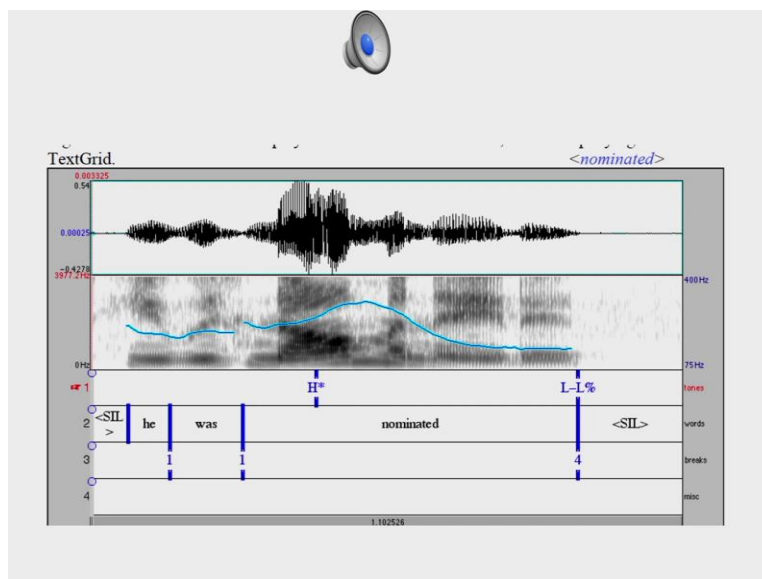 TextGrid. <nominated>
0.003325
0.54
0.00025
−0.4278
3977.2 Hz
400 Hz
0 Hz
75 Hz
1 H* L–L% tones
2 <SIL> he was nominated <SIL> words
3 1 1 4 breaks
4 misc
1.102526